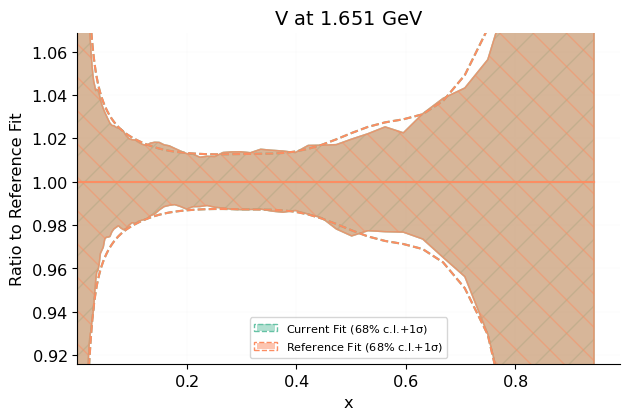 V at 1.651 GeV
Ratio to Reference Fit
1.06
1.04
1.02
1.00
0.98
0.96
0.94
0.92
Current Fit (68% c.l.+1σ)
Reference Fit (68% c.l.+1σ)
0.2 0.4 0.6 0.8
x